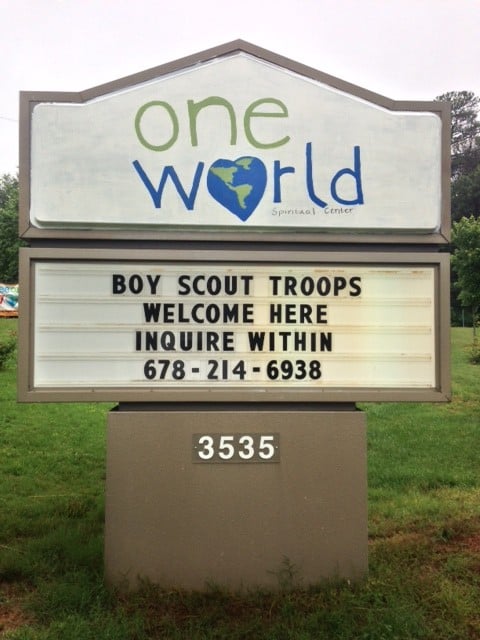 one
world
Spiritual Center
BOY SCOUT TROOPS
WELCOME HERE
INQUIRE WITHIN
678-214-6938
3535